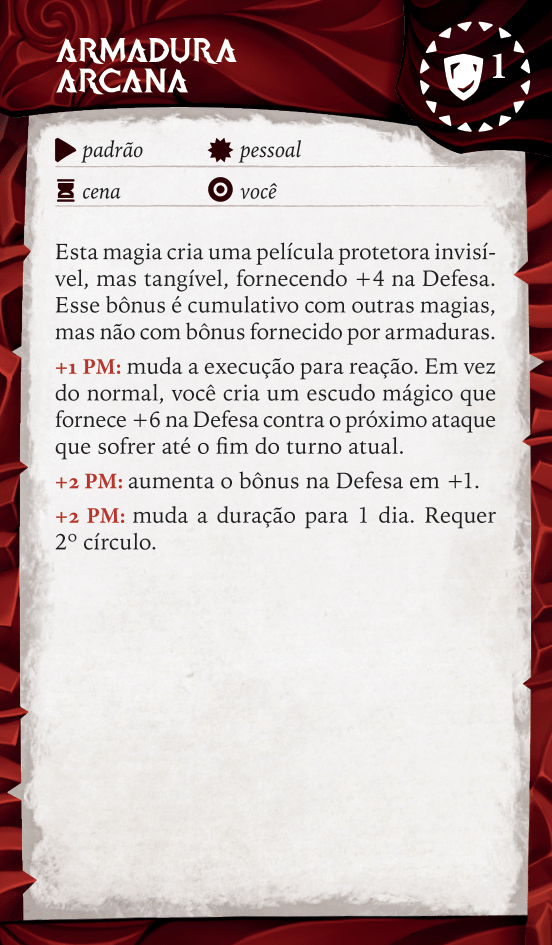 ARMADURA
ARCANA
1
padrão pessoal
cena você
Esta magia cria uma película protetora invisí-
vel, mas tangível, fornecendo +4 na Defesa.
Esse bônus é cumulativo com outras magias,
mas não com bônus fornecido por armaduras.
+1 PM: muda a execução para reação. Em vez
do normal, você cria um escudo mágico que
fornece +6 na Defesa contra o próximo ataque
que sofrer até o fim do turno atual.
+2 PM: aumenta o bônus na Defesa em +1.
+2 PM: muda a duração para 1 dia. Requer
2º círculo.